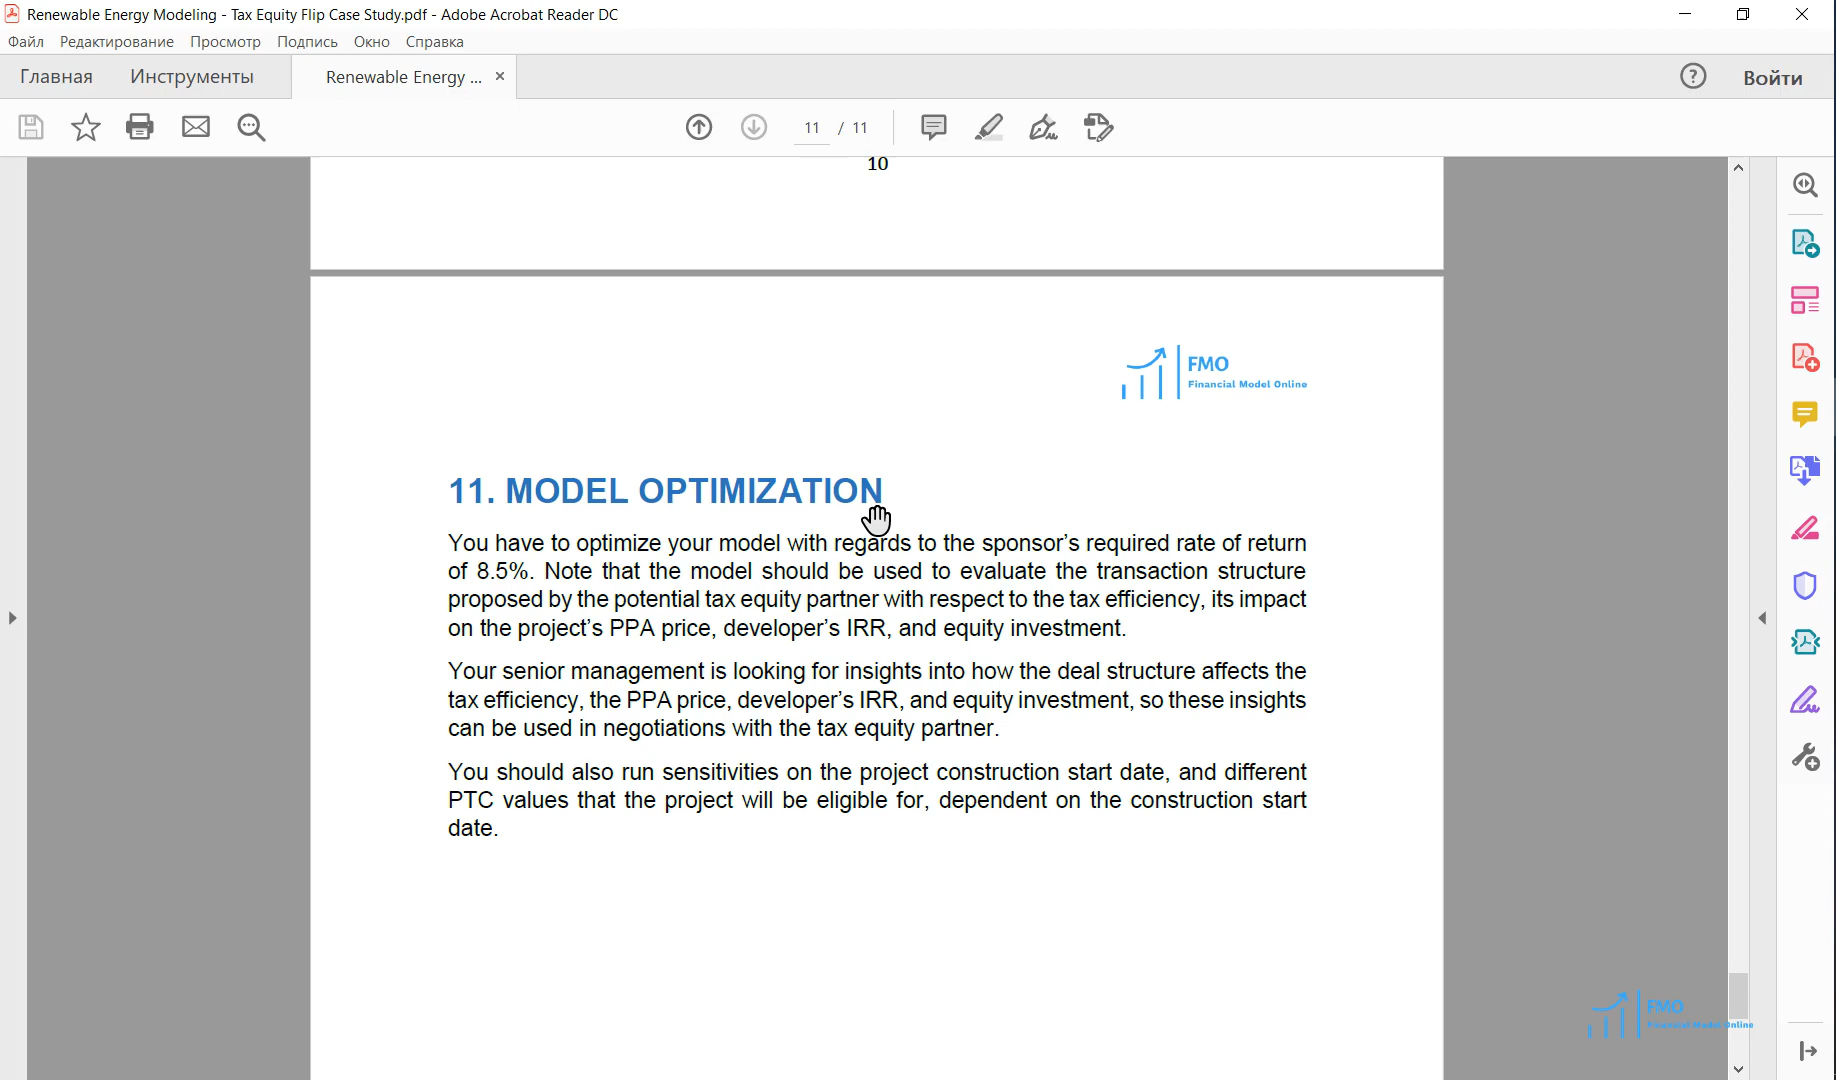 Renewable Energy Modeling - Tax Equity Flip Case Study.pdf - Adobe Acrobat Reader DC
Файл Редактирование Просмотр Подпись Окно Справка
Главная Инструменты Renewable Energy ... Войти
11 / 11
10
FMO
Financial Model Online
11. MODEL OPTIMIZATION
You have to optimize your model with regards to the sponsor's required rate of return
of 8.5%. Note that the model should be used to evaluate the transaction structure
proposed by the potential tax equity partner with respect to the tax efficiency, its impact
on the project's PPA price, developer's IRR, and equity investment.
Your senior management is looking for insights into how the deal structure affects the
tax efficiency, the PPA price, developer's IRR, and equity investment, so these insights
can be used in negotiations with the tax equity partner.
You should also run sensitivities on the project construction start date, and different
PTC values that the project will be eligible for, dependent on the construction start
date.
FMO
Financial Model Online